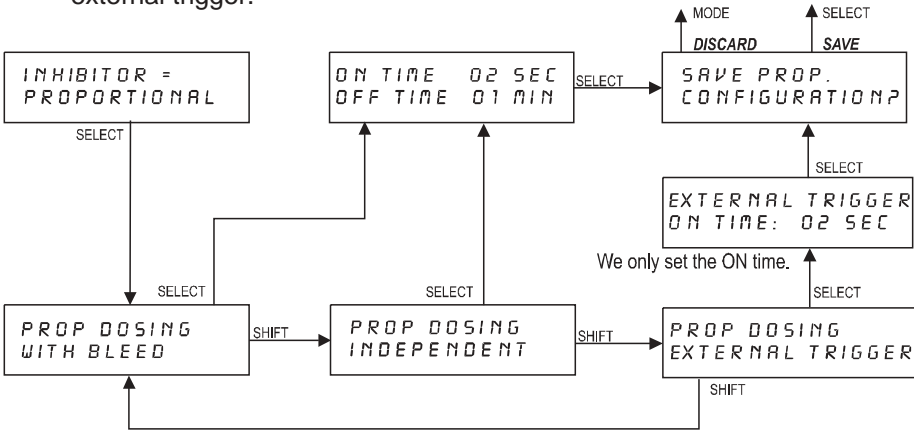 external trigger.
MODE
SELECT
DISCARD
SAVE
INHIBITOR =
PROPORTIONAL
ON TIME 02 SEC
OFF TIME 01 MIN
SELECT
SAVE PROP.
CONFIGURATION?
SELECT
SELECT
EXTERNAL TRIGGER
ON TIME: 02 SEC
We only set the ON time.
SELECT
SELECT
SELECT
PROP DOSING
WITH BLEED
SHIFT
PROP DOSING
INDEPENDENT
SHIFT
PROP DOSING
EXTERNAL TRIGGER
SHIFT